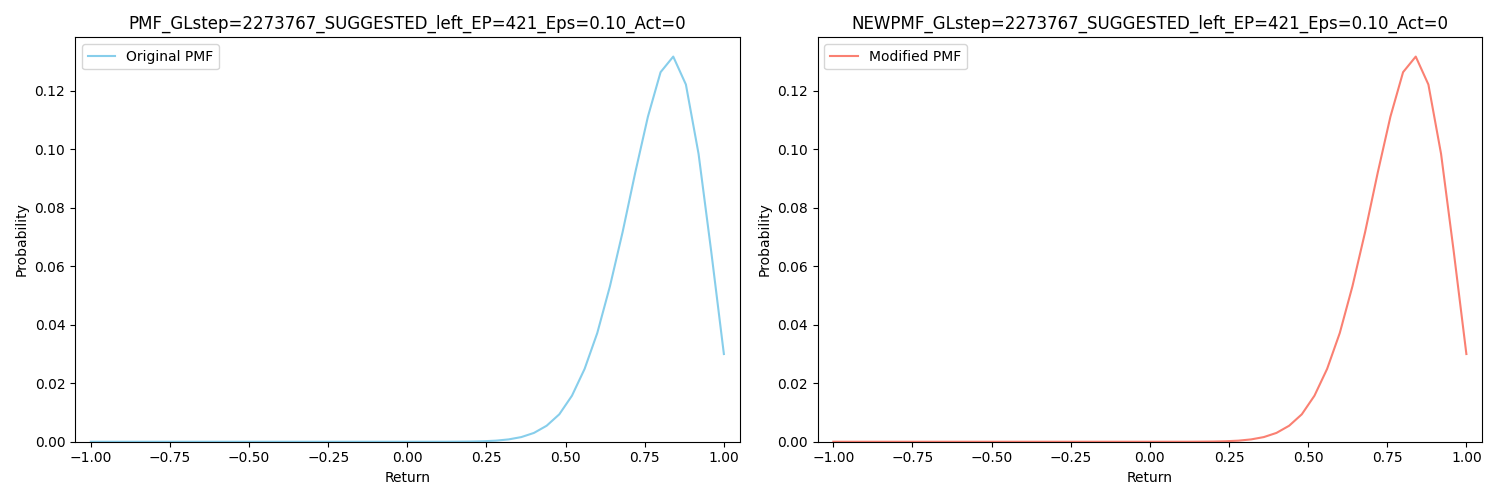 PMF_GLstep=2273767_SUGGESTED_left_EP=421_Eps=0.10_Act=0
Original PMF
0.12
0.10
0.08
0.06
0.04
0.02
0.00
Probability
−1.00 −0.75 −0.50 −0.25 0.00 0.25 0.50 0.75 1.00
Return
NEWPMF_GLstep=2273767_SUGGESTED_left_EP=421_Eps=0.10_Act=0
Modified PMF
0.12
0.10
0.08
0.06
0.04
0.02
0.00
Probability
−1.00 −0.75 −0.50 −0.25 0.00 0.25 0.50 0.75 1.00
Return